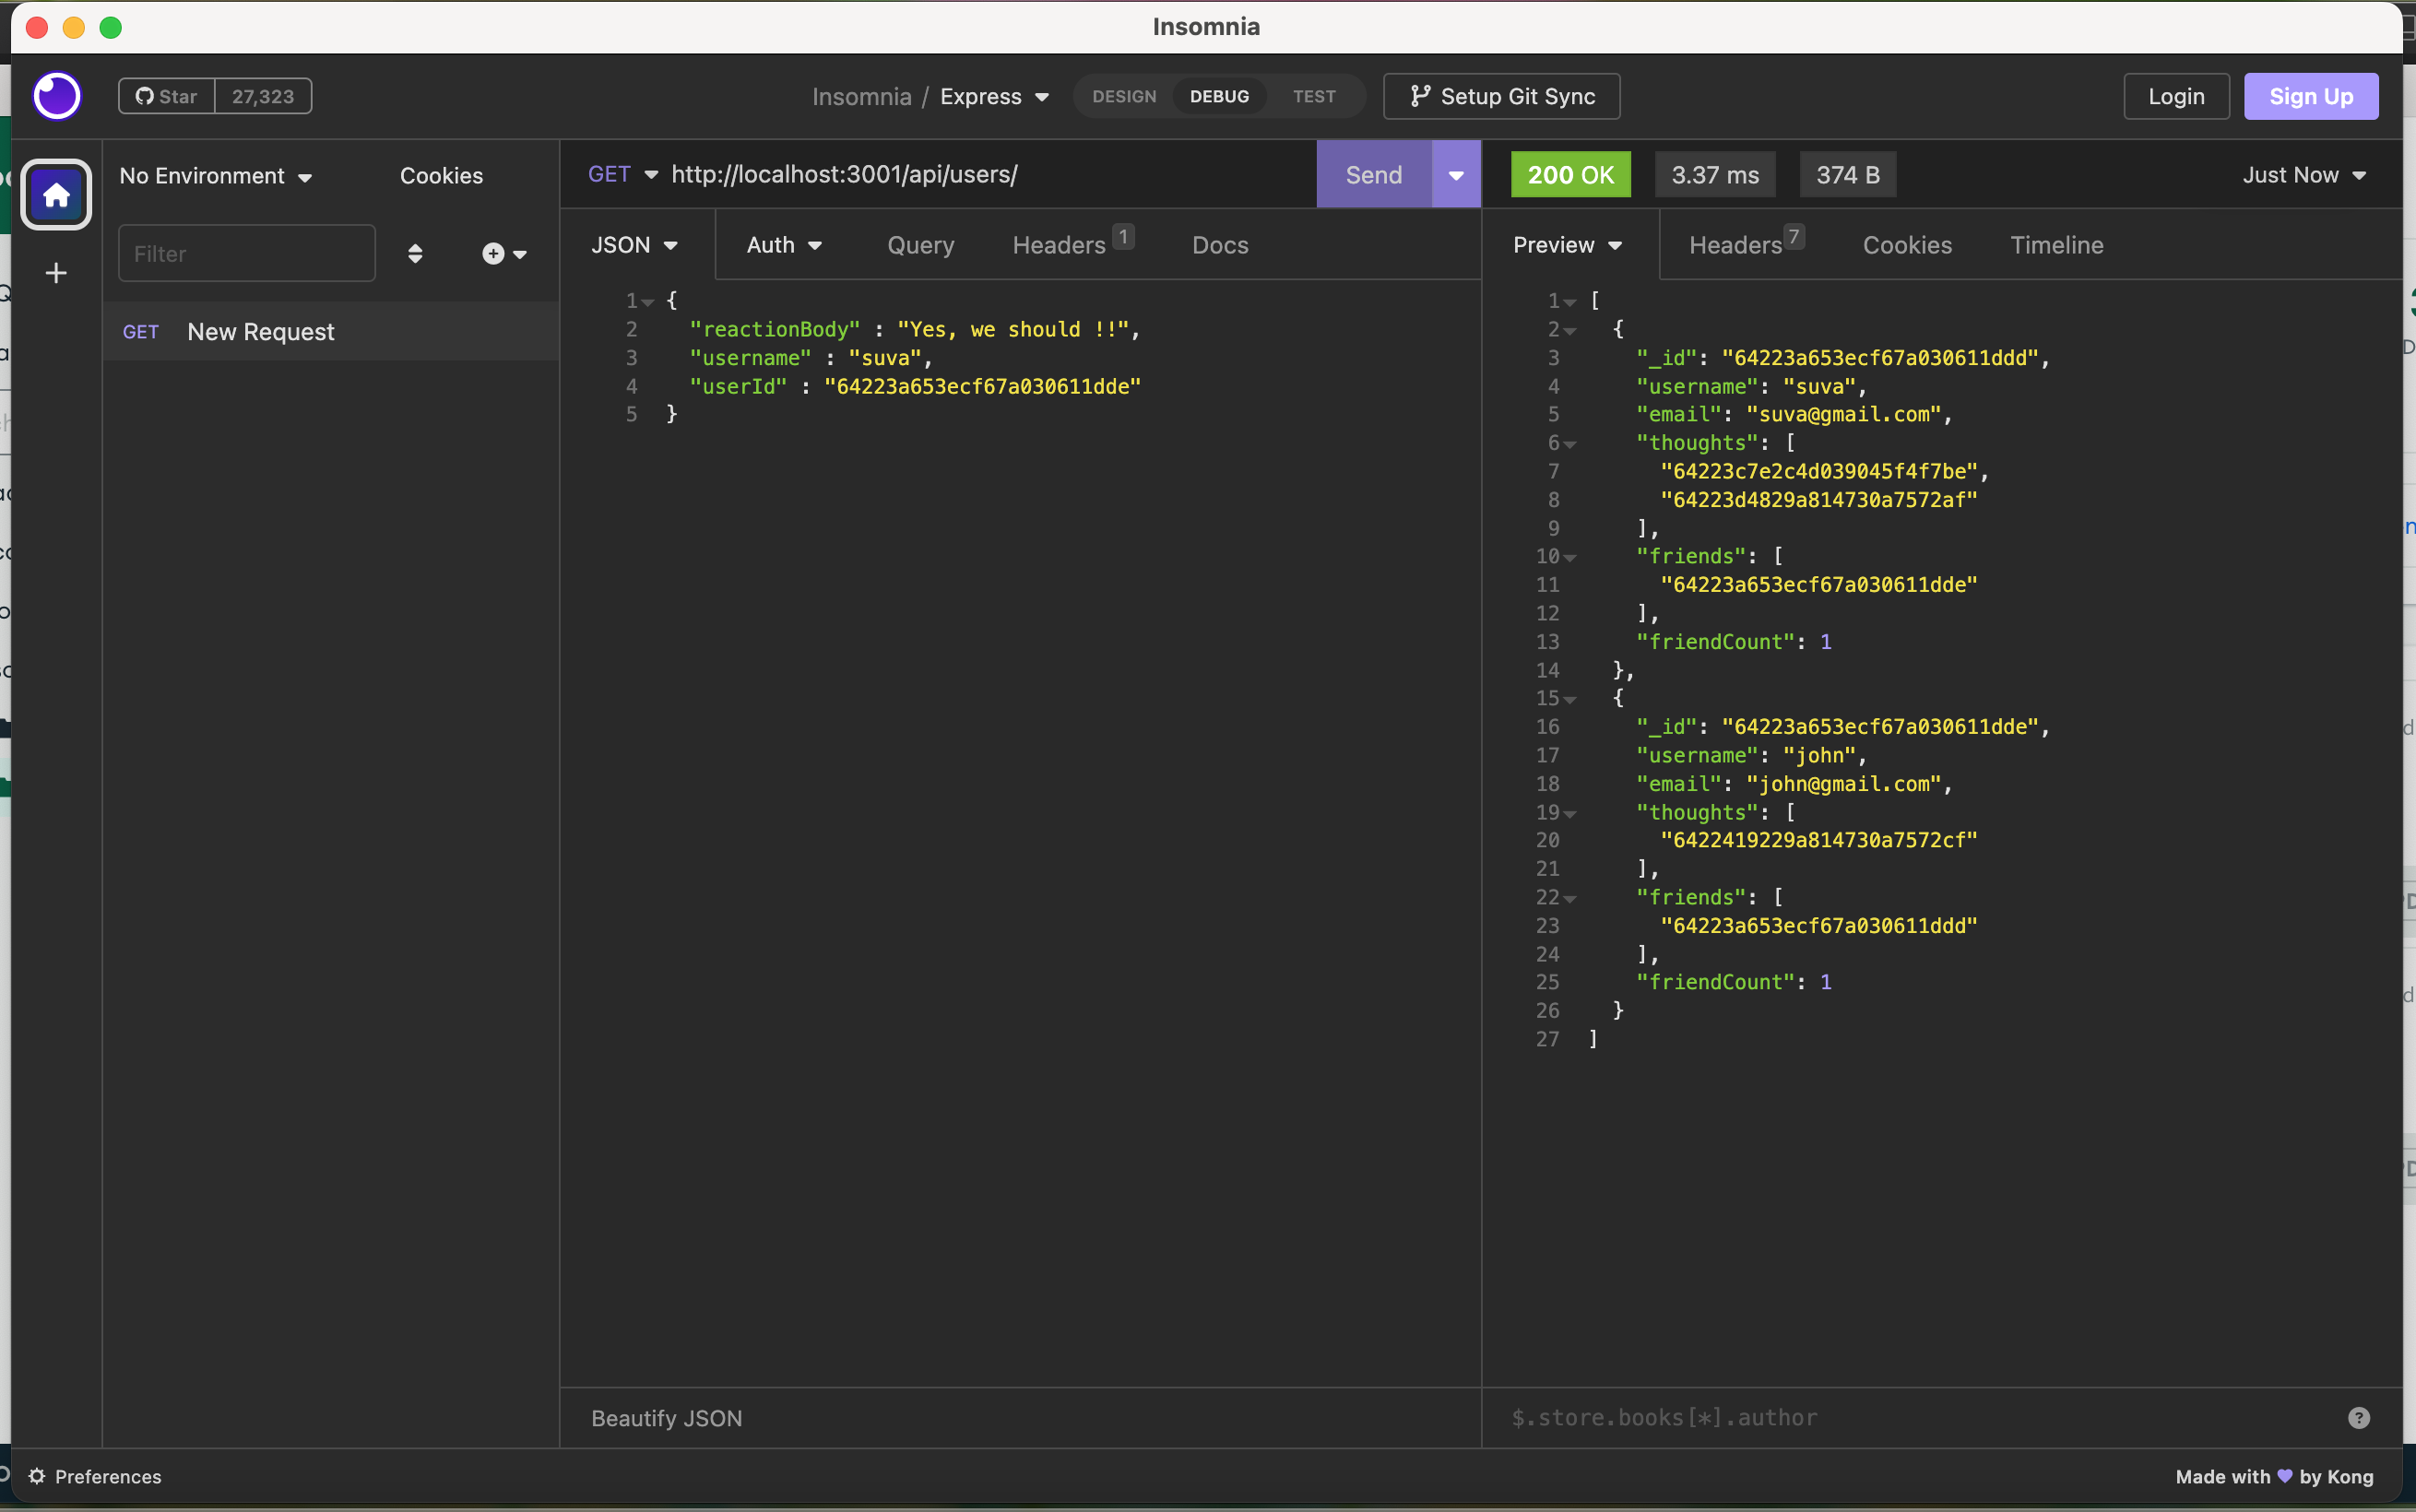 Insomnia
Star 27,323
Insomnia / Express
DESIGN DEBUG TEST
Setup Git Sync
Login
Sign Up
No Environment
Cookies
Filter
GET New Request
GET http://localhost:3001/api/users/
Send
JSON
Auth
Query
Headers 1
Docs
1 {
2 "reactionBody" : "Yes, we should !!",
3 "username" : "suva",
4 "userId" : "64223a653ecf67a030611dde"
5 }
Beautify JSON
200 OK
3.37 ms
374 B
Just Now
Preview
Headers 7
Cookies
Timeline
1 [
2 {
3 "_id": "64223a653ecf67a030611ddd",
4 "username": "suva",
5 "email": "suva@gmail.com",
6 "thoughts": [
7 "64223c7e2c4d039045f4f7be",
8 "64223d4829a814730a7572af"
9 ],
10 "friends": [
11 "64223a653ecf67a030611dde"
12 ],
13 "friendCount": 1
14 },
15 {
16 "_id": "64223a653ecf67a030611dde",
17 "username": "john",
18 "email": "john@gmail.com",
19 "thoughts": [
20 "6422419229a814730a7572cf"
21 ],
22 "friends": [
23 "64223a653ecf67a030611ddd"
24 ],
25 "friendCount": 1
26 }
27 ]
$.store.books[*].author
?
Preferences
Made with by Kong